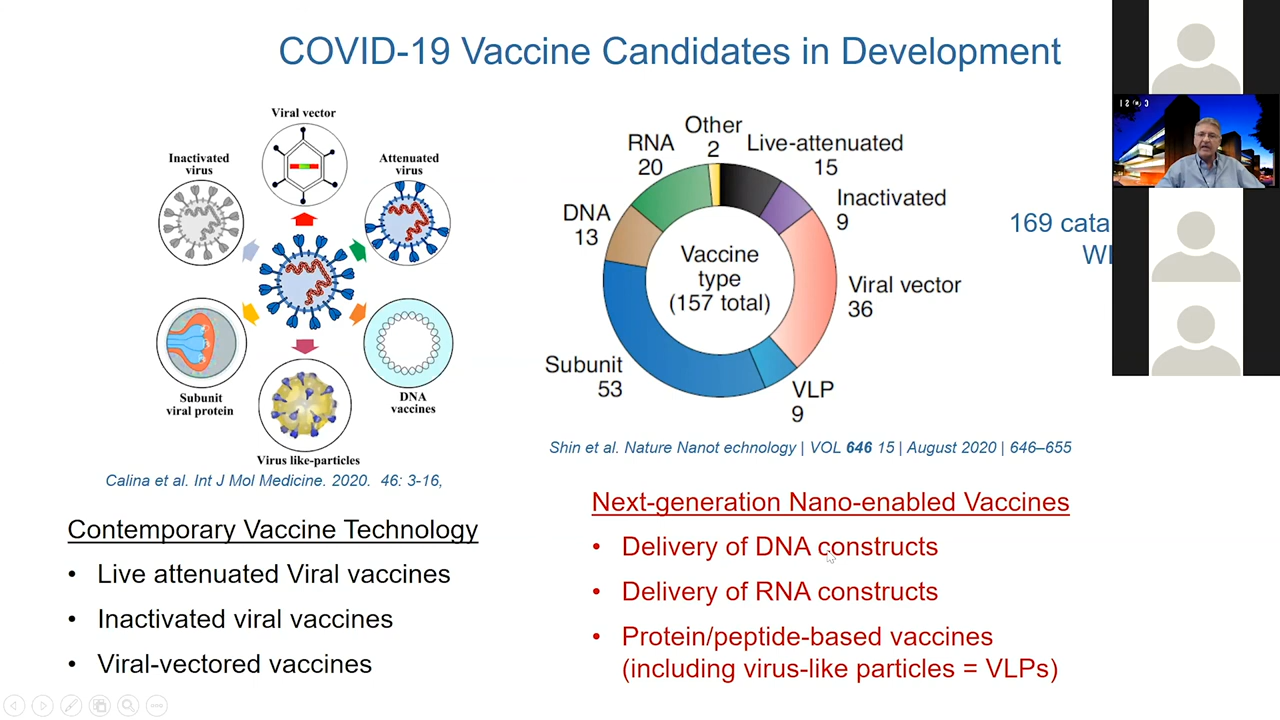 COVID-19 Vaccine Candidates in Development
Viral vector
Inactivated
virus
Attenuated
virus
Subunit
viral protein
DNA
vaccines
Virus like-particles
Calina et al. Int J Mol Medicine. 2020. 46: 3-16,
Other
2
RNA
20
Live-attenuated
15
Inactivated
9
DNA
13
Vaccine
type
(157 total)
Viral vector
36
Subunit
53
VLP
9
Shin et al. Nature Nanot echnology | VOL 646 15 | August 2020 | 646–655
169 cata
Contemporary Vaccine Technology
• Live attenuated Viral vaccines
• Inactivated viral vaccines
• Viral-vectored vaccines
Next-generation Nano-enabled Vaccines
• Delivery of DNA constructs
• Delivery of RNA constructs
• Protein/peptide-based vaccines
(including virus-like particles = VLPs)